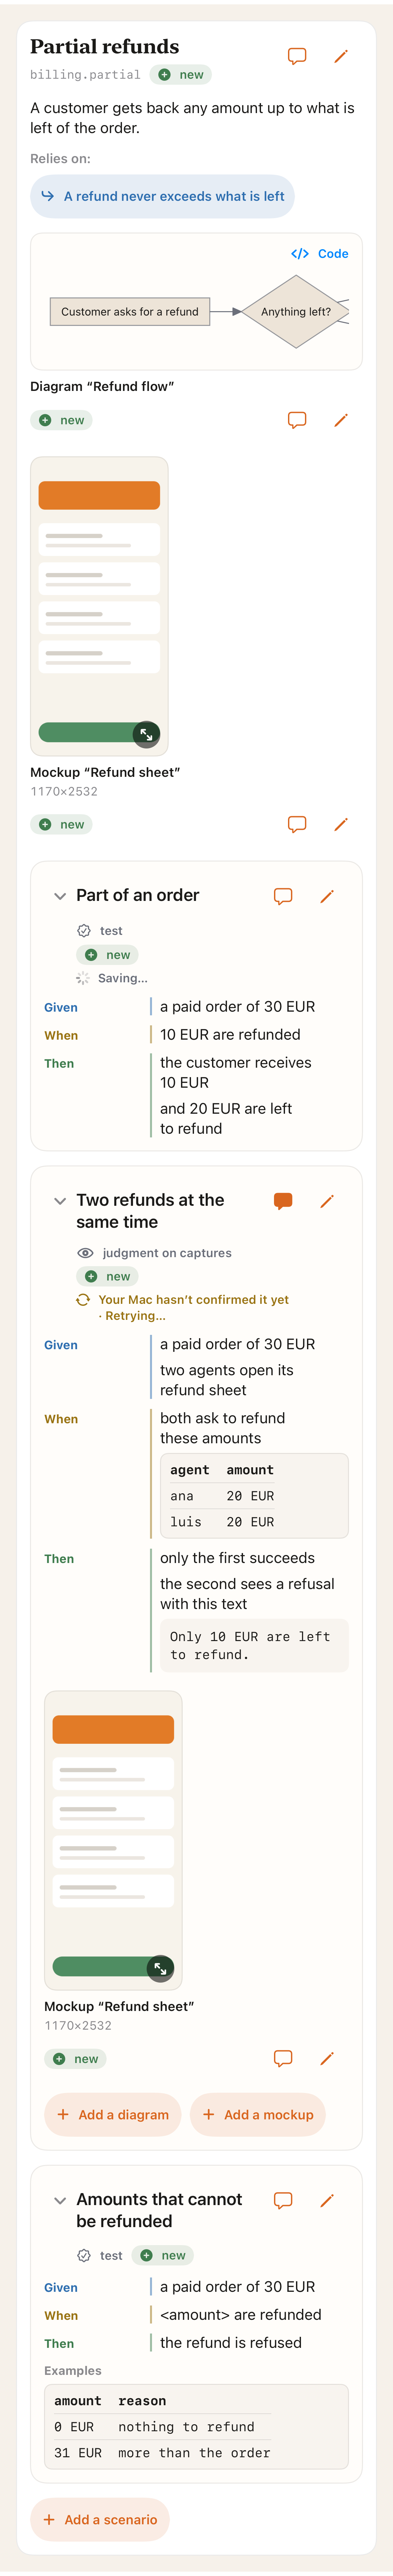 Partial refunds
billing.partial new
A customer gets back any amount up to what is
left of the order.
Relies on:
A refund never exceeds what is left
Code
Customer asks for a refund
Anything left?
Diagram “Refund flow”
new
Mockup “Refund sheet”
1170×2532
new
Part of an order
test
new
Saving...
Given a paid order of 30 EUR
When 10 EUR are refunded
Then the customer receives
10 EUR
and 20 EUR are left
to refund
Two refunds at the
same time
judgment on captures
new
Your Mac hasn’t confirmed it yet
· Retrying...
Given a paid order of 30 EUR
two agents open its
refund sheet
When both ask to refund
these amounts
agent amount
ana 20 EUR
luis 20 EUR
Then only the first succeeds
the second sees a refusal
with this text
Only 10 EUR are left
to refund.
Mockup “Refund sheet”
1170×2532
new
Add a diagram
Add a mockup
Amounts that cannot
be refunded
test new
Given a paid order of 30 EUR
When <amount> are refunded
Then the refund is refused
Examples
amount reason
0 EUR nothing to refund
31 EUR more than the order
Add a scenario